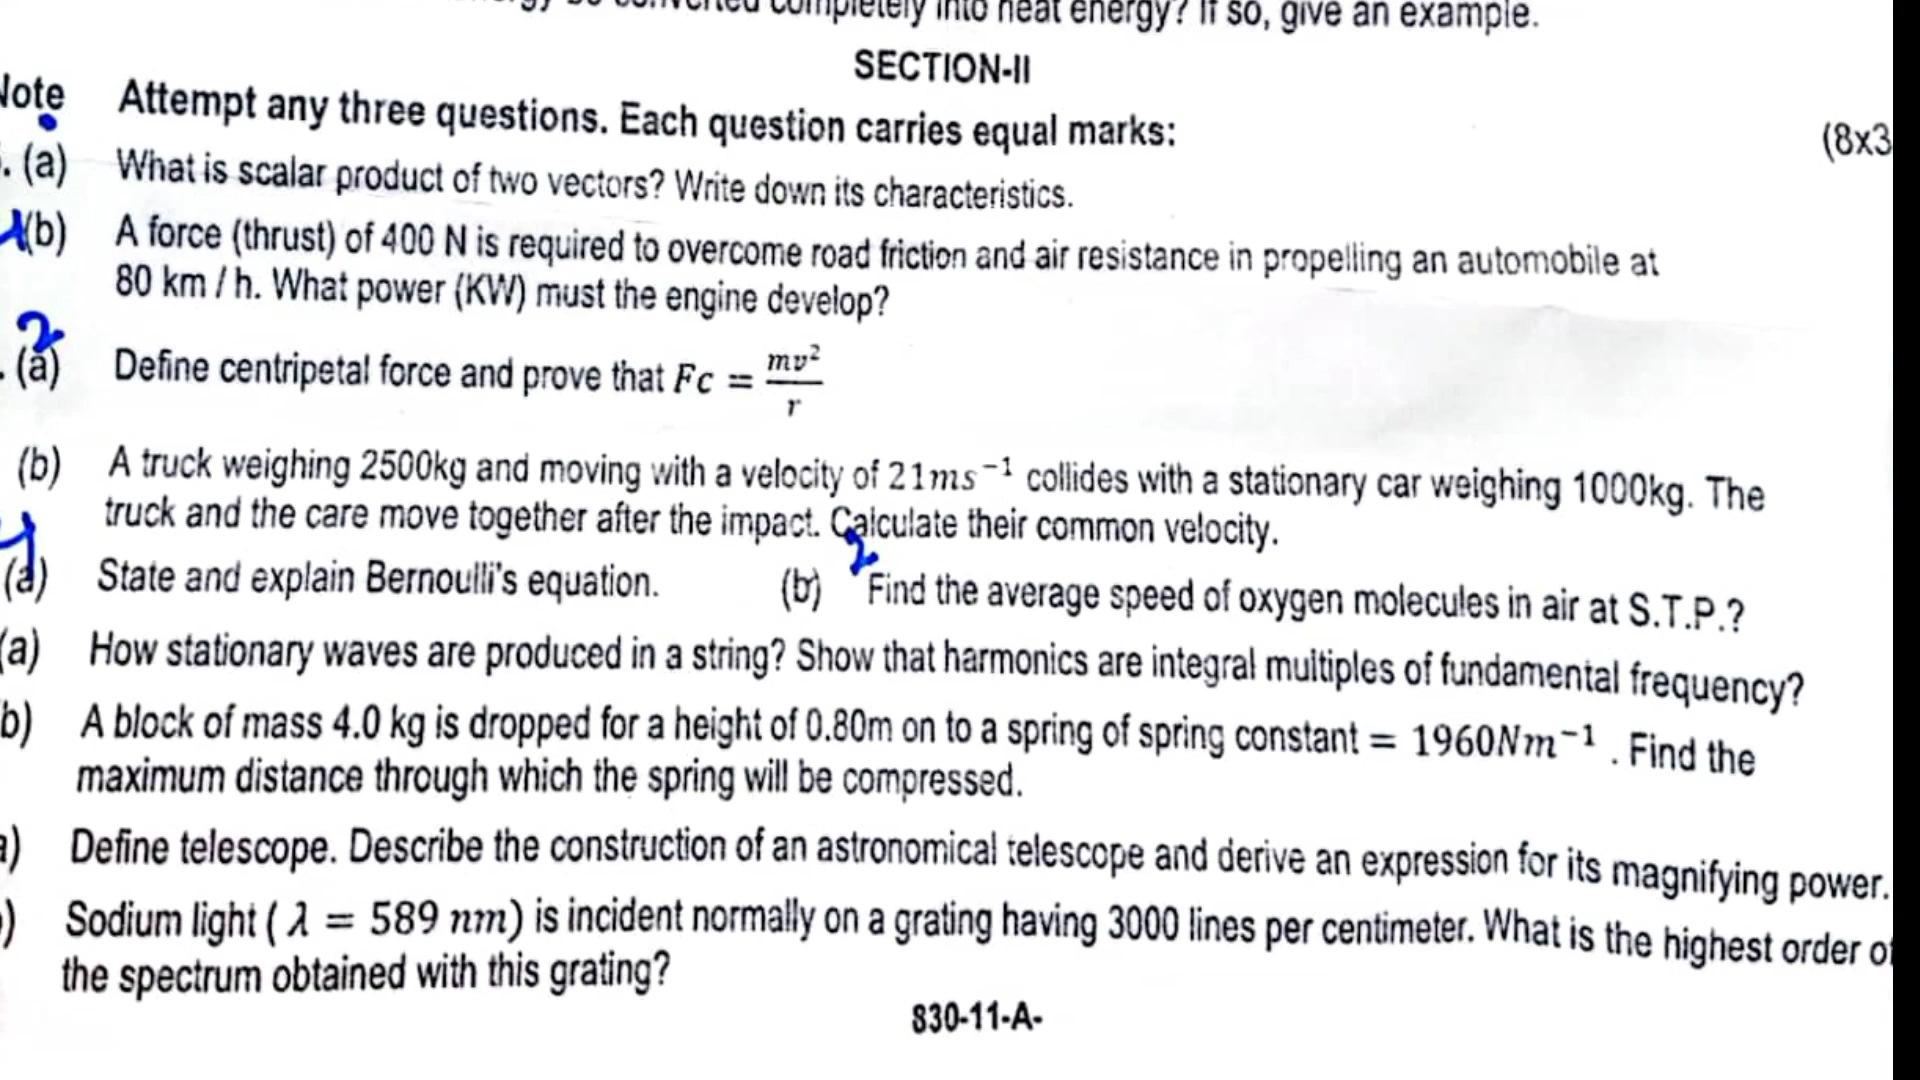 completely into heat energy? If so, give an example.
SECTION-II
Note Attempt any three questions. Each question carries equal marks: (8x3
(a) What is scalar product of two vectors? Write down its characteristics.
(b) A force (thrust) of 400 N is required to overcome road friction and air resistance in propelling an automobile at
80 km / h. What power (KW) must the engine develop?
2
(a) Define centripetal force and prove that Fc = mv²/r
(b) A truck weighing 2500kg and moving with a velocity of 21ms⁻¹ collides with a stationary car weighing 1000kg. The
truck and the care move together after the impact. Calculate their common velocity.
(a) State and explain Bernoulli's equation. (b) 2 Find the average speed of oxygen molecules in air at S.T.P.?
(a) How stationary waves are produced in a string? Show that harmonics are integral multiples of fundamental frequency?
b) A block of mass 4.0 kg is dropped for a height of 0.80m on to a spring of spring constant = 1960Nm⁻¹ . Find the
maximum distance through which the spring will be compressed.
) Define telescope. Describe the construction of an astronomical telescope and derive an expression for its magnifying power.
) Sodium light ( λ = 589 nm) is incident normally on a grating having 3000 lines per centimeter. What is the highest order of
the spectrum obtained with this grating?
830-11-A-